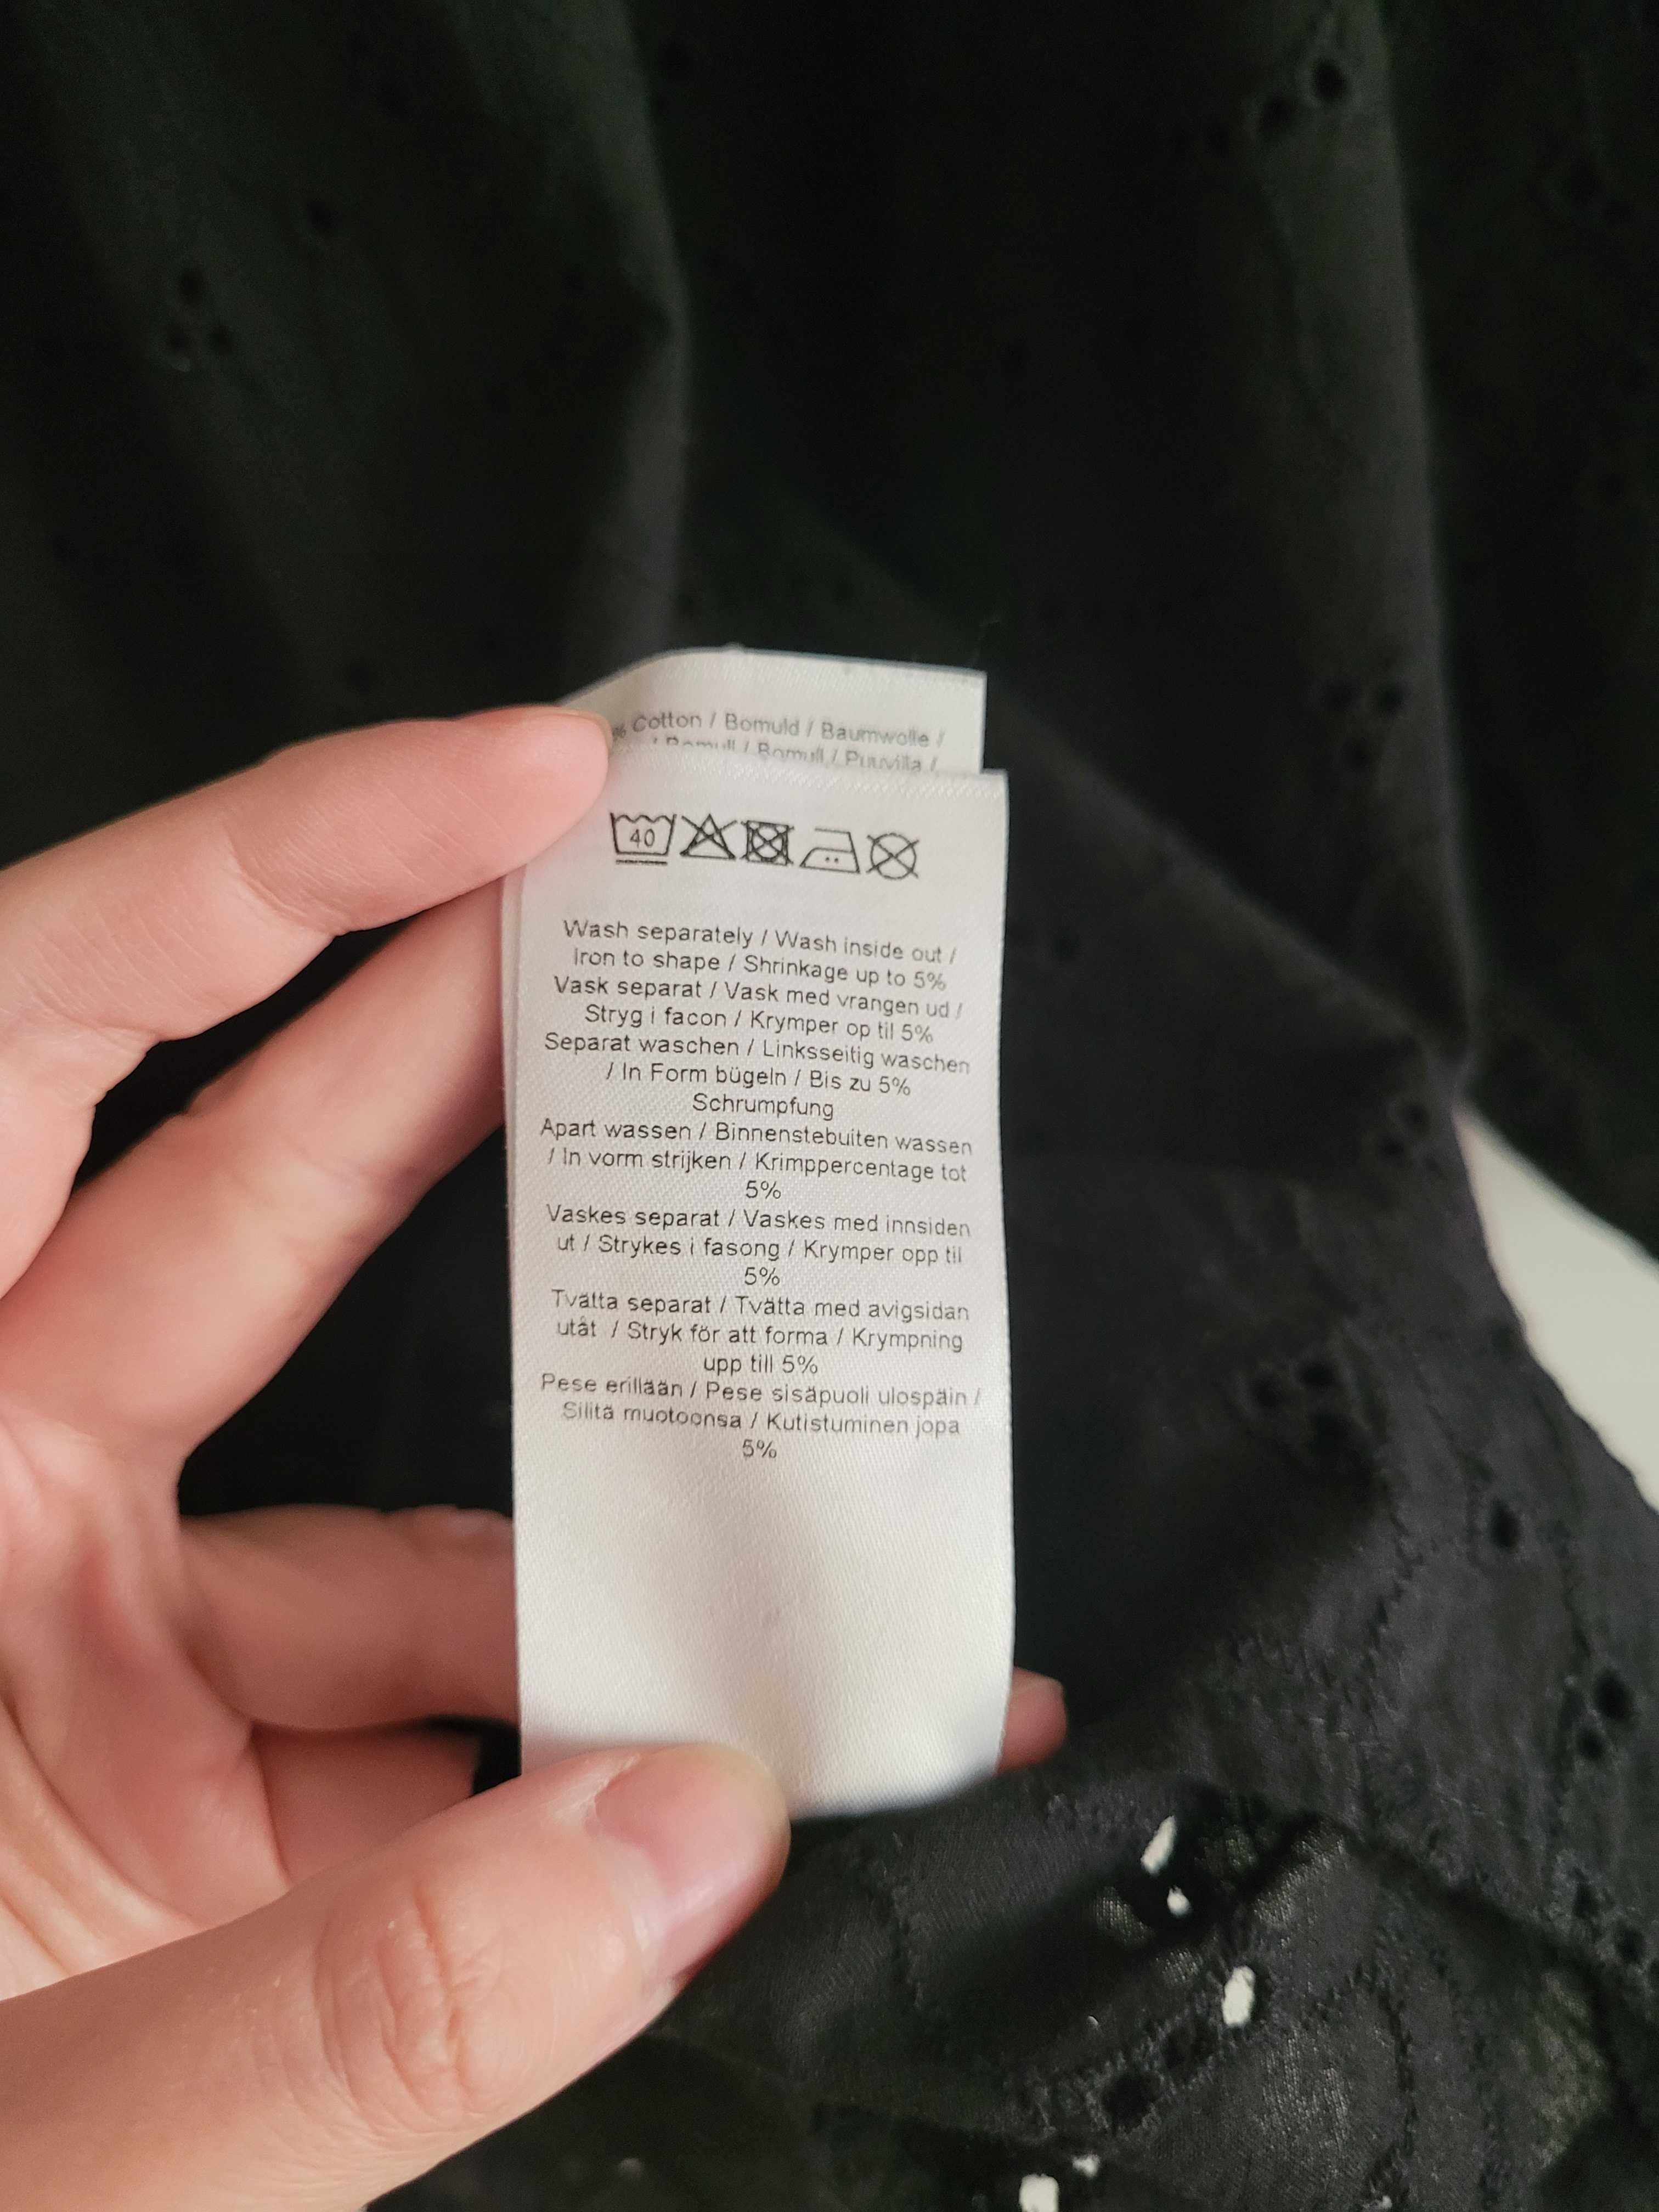 % Cotton / Bomuld / Baumwolle /
/ Bomull / Bomull / Puuvilla /
40
Wash separately / Wash inside out /
Iron to shape / Shrinkage up to 5%
Vask separat / Vask med vrangen ud /
Stryg i facon / Krymper op til 5%
Separat waschen / Linksseitig waschen
/ In Form bügeln / Bis zu 5%
Schrumpfung
Apart wassen / Binnenstebuiten wassen
/ In vorm strijken / Krimppercentage tot
5%
Vaskes separat / Vaskes med innsiden
ut / Strykes i fasong / Krymper opp til
5%
Tvätta separat / Tvätta med avigsidan
utåt / Stryk för att forma / Krympning
upp till 5%
Pese erillään / Pese sisäpuoli ulospäin /
Silitä muotoonsa / Kutistuminen jopa
5%